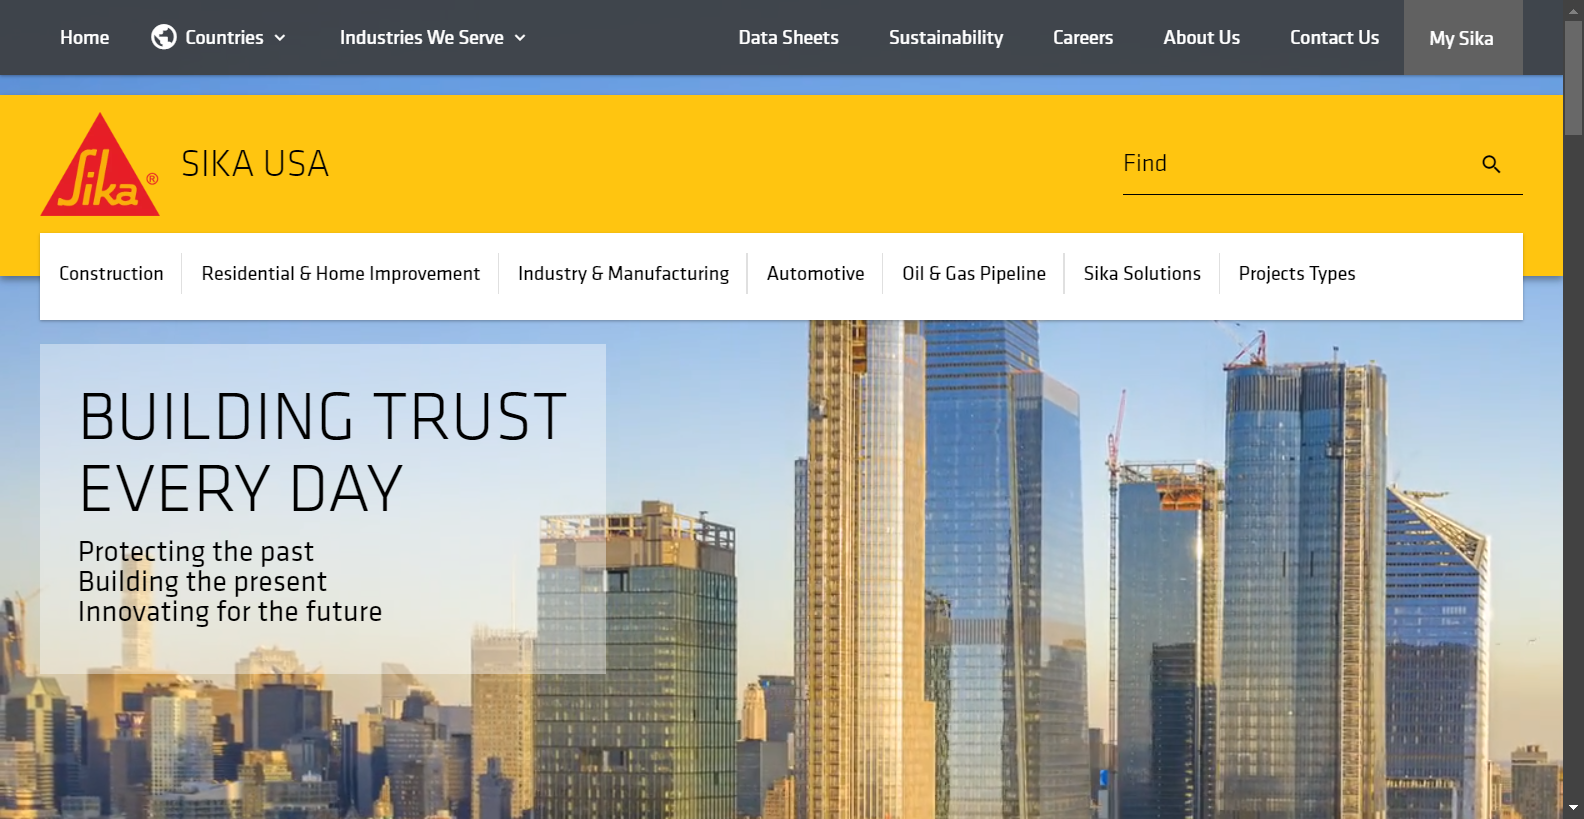 Home
Countries
Industries We Serve
Data Sheets
Sustainability
Careers
About Us
Contact Us
My Sika
Sika®
SIKA USA
Find
Construction
Residential & Home Improvement
Industry & Manufacturing
Automotive
Oil & Gas Pipeline
Sika Solutions
Projects Types
BUILDING TRUST
EVERY DAY
Protecting the past
Building the present
Innovating for the future